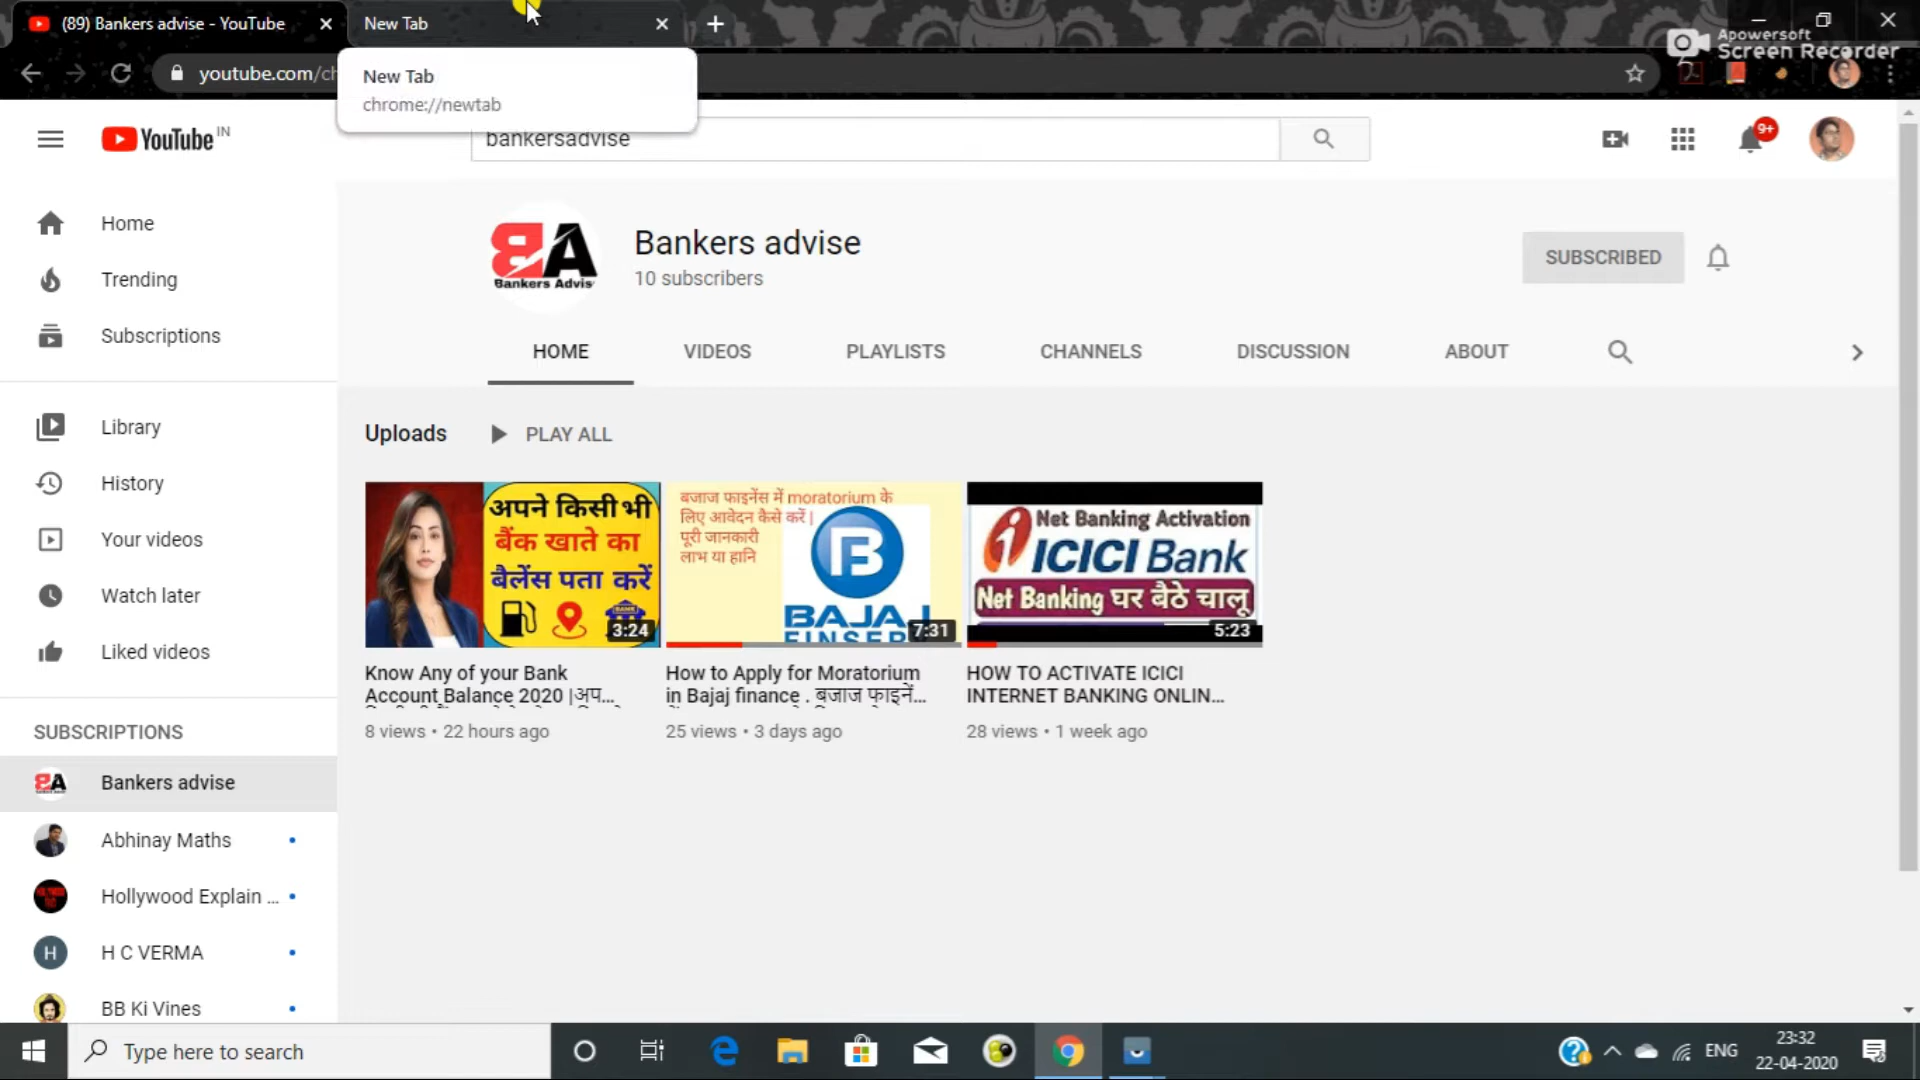 (89) Bankers advise - YouTube
New Tab
Apowersoft
Screen Recorder
youtube.com/ch
New Tab
chrome://newtab
YouTube IN
bankersadvise
9+
Home
Trending
Subscriptions
Library
History
Your videos
Watch later
Liked videos
SUBSCRIPTIONS
Bankers advise
Abhinay Maths
Hollywood Explain ...
H
H C VERMA
BB Ki Vines
BA
Bankers Advis
Bankers advise
10 subscribers
SUBSCRIBED
HOME
VIDEOS
PLAYLISTS
CHANNELS
DISCUSSION
ABOUT
Uploads
PLAY ALL
अपने किसी भी
बैंक खाते का
बैलेंस पता करें
BANK
3:24
Know Any of your Bank
Account Balance 2020 |अप...
8 views • 22 hours ago
बजाज फाइनेंस में moratorium के
लिए आवेदन कैसे करें |
पूरी जानकारी
लाभ या हानि
BAJAJ
FINSER
7:31
How to Apply for Moratorium
in Bajaj finance . बजाज फाइनें...
25 views • 3 days ago
Net Banking Activation
ICICI Bank
Net Banking घर बैठे चालू
5:23
HOW TO ACTIVATE ICICI
INTERNET BANKING ONLIN...
28 views • 1 week ago
Type here to search
ENG
23:32
22-04-2020